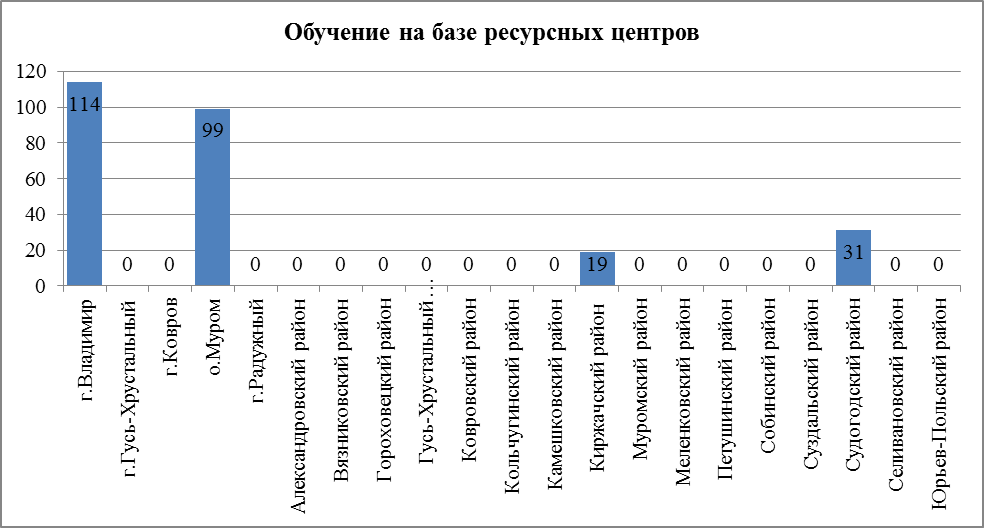 Обучение на базе ресурсных центров
120
100
80
60
40
20
0
114
0
0
99
0
0
0
0
0
0
0
0
19
0
0
0
0
0
31
0
0
г.Владимир
г.Гусь-Хрустальный
г.Ковров
о.Муром
г.Радужный
Александровский район
Вязниковский район
Гороховецкий район
Гусь-Хрустальный…
Ковровский район
Кольчугинский район
Камешковский район
Киржачский район
Муромский район
Меленковский район
Петушинский район
Собинский район
Суздальский район
Судогодский район
Селивановский район
Юрьев-Польский район